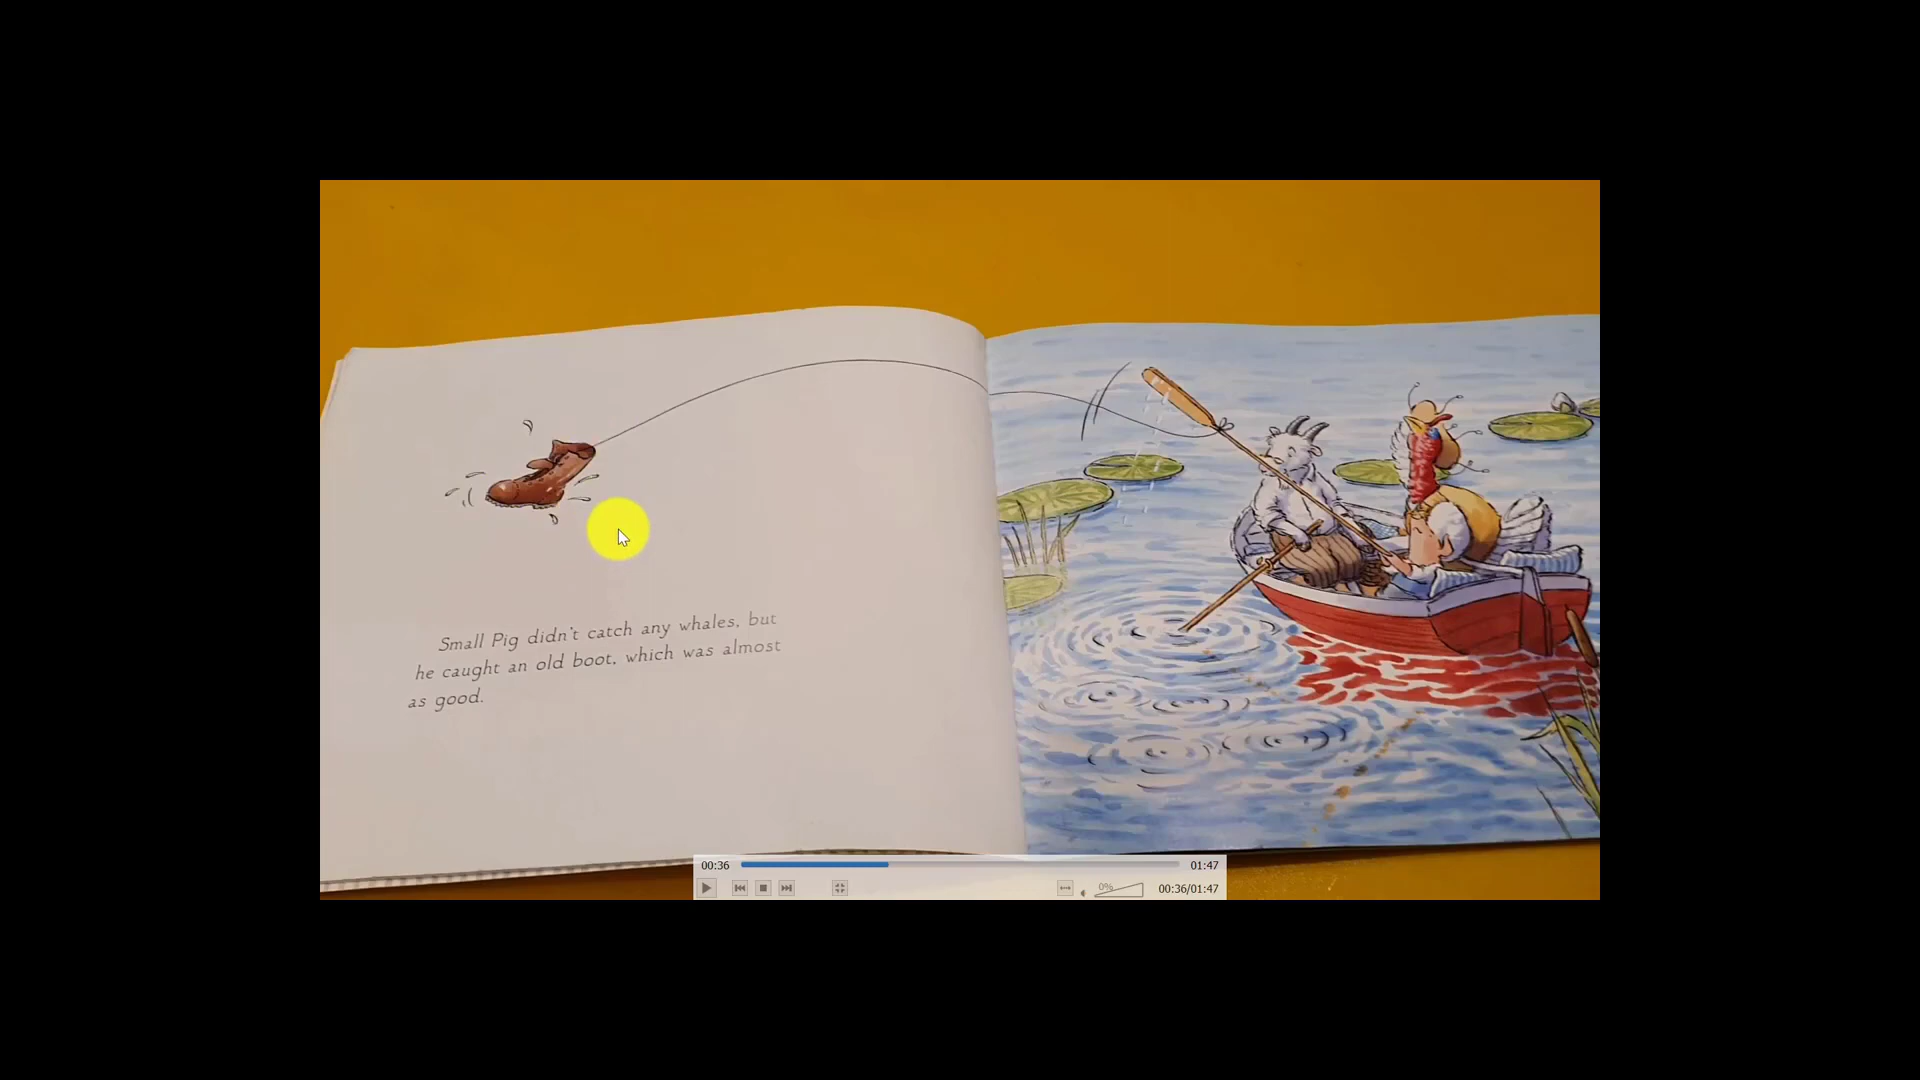 Small Pig didn't catch any whales, but
he caught an old boot, which was almost
as good.
00:36
01:47
0%
00:36/01:47